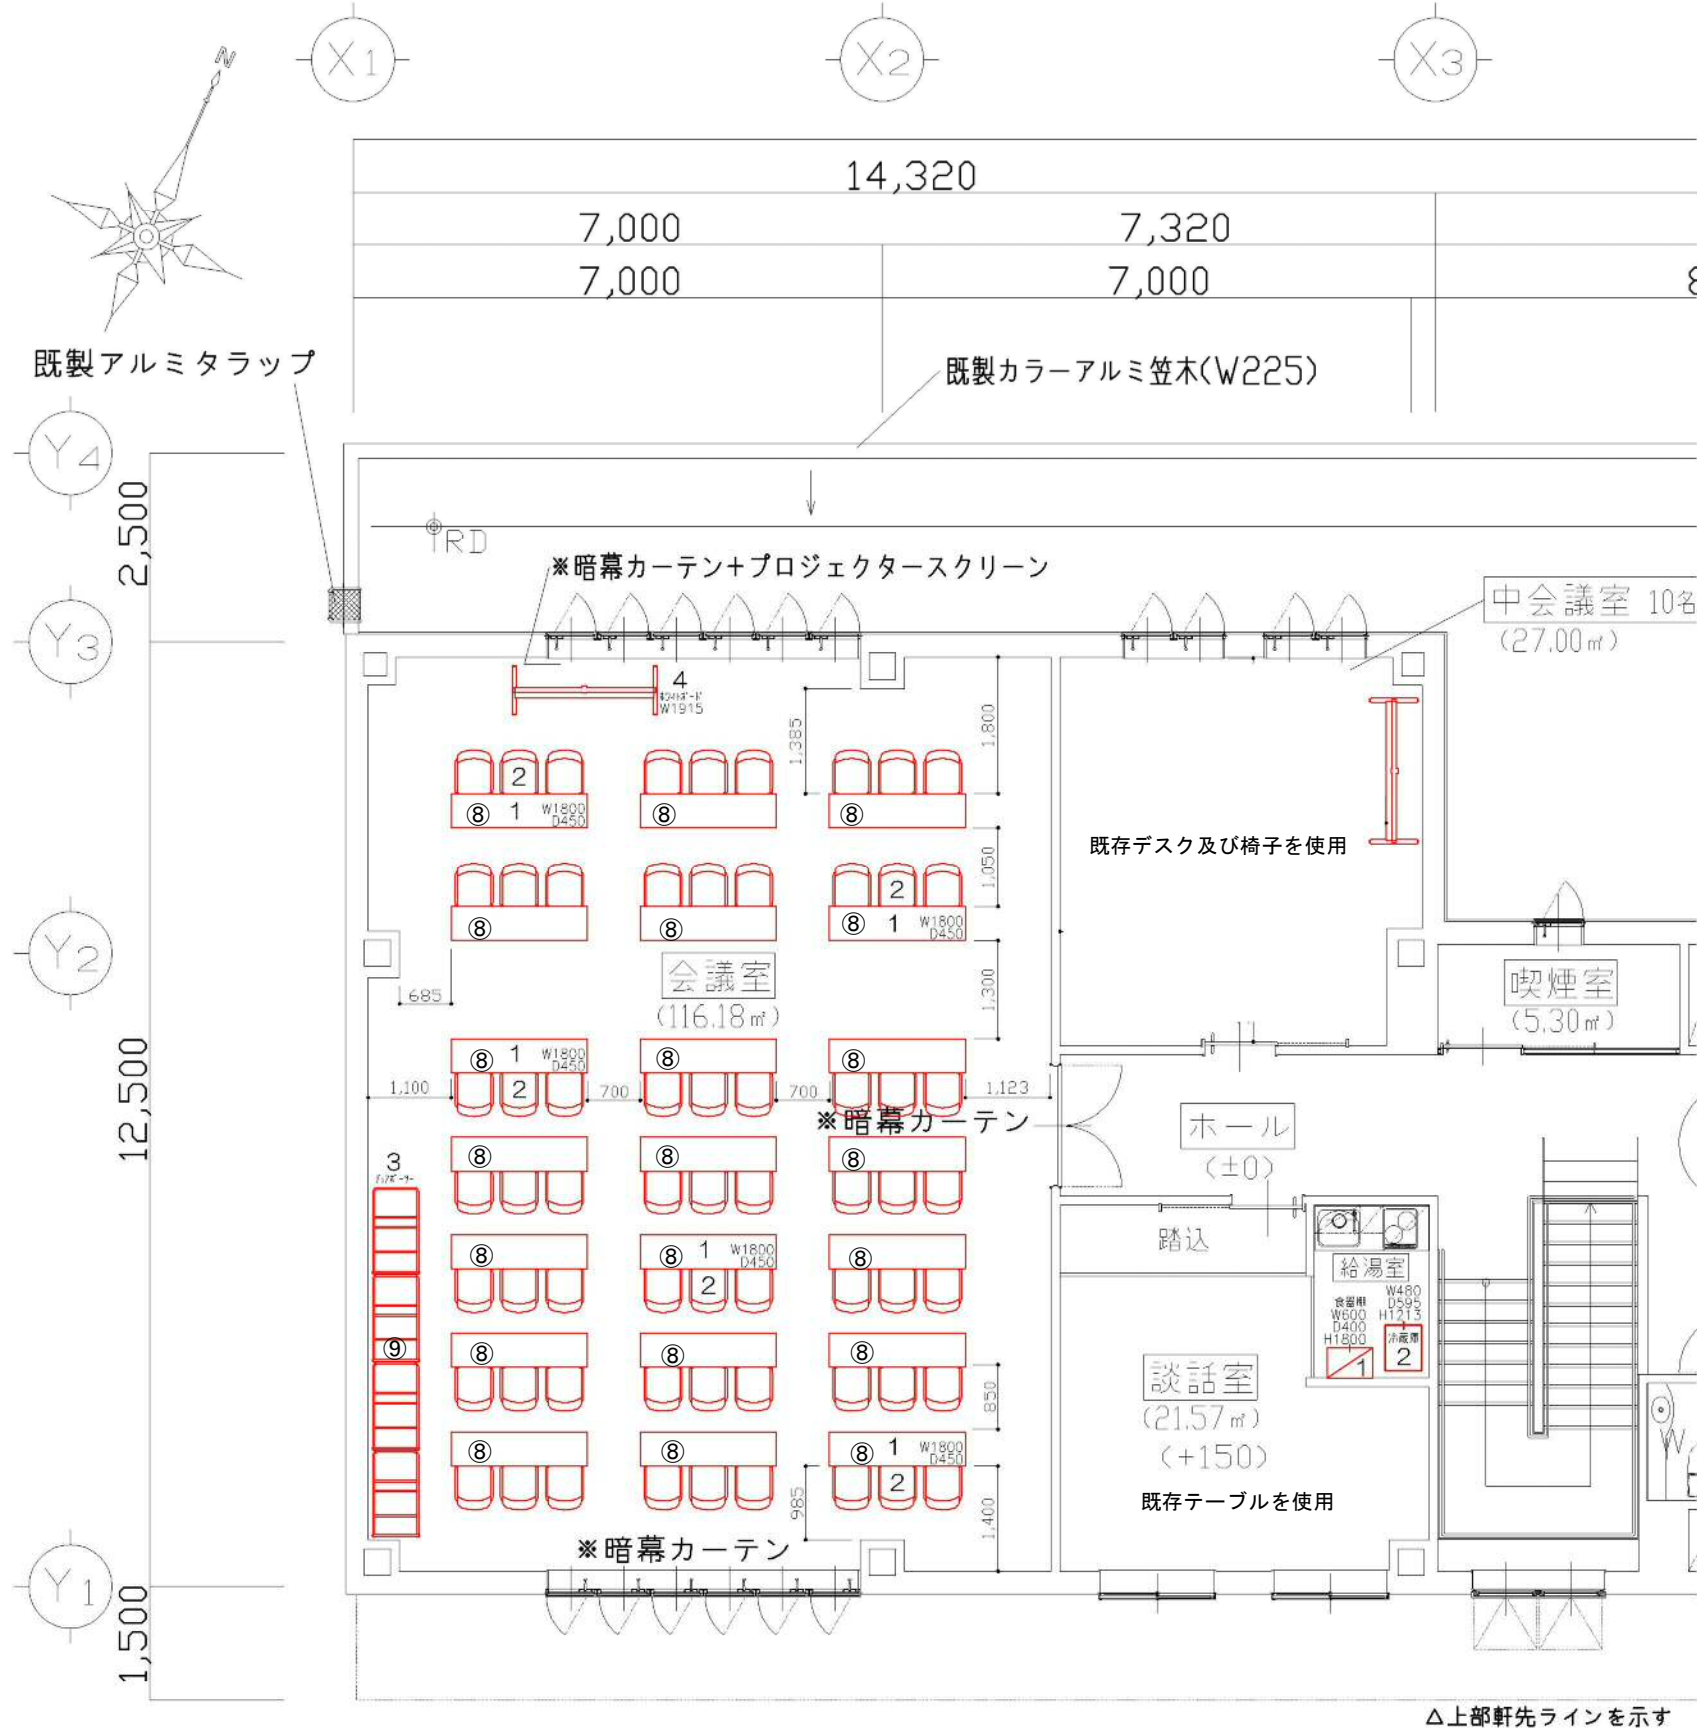 X1
X2
X3
N
14,320
7,000
7,320
7,000
7,000
8
既製アルミタラップ
既製カラーアルミ笠木(W225)
Y4
2,500
RD
※暗幕カーテン+プロジェクタースクリーン
中会議室 10名
(27.00㎡)
Y3
4
ホワイトボード
W1915
1,385
1,800
2
⑧ 1 W1800
D450
⑧
⑧
既存デスク及び椅子を使用
1,050
2
⑧
⑧
⑧ 1 W1800
D450
Y2
685
会議室
(116.18㎡)
1,300
喫煙室
(5.30㎡)
12,500
⑧ 1 W1800
D450
⑧
⑧
1,100
2
700
700
1,123
※暗幕カーテン
ホール
(±0)
3
⑧
⑧
⑧
踏込
⑧
⑧ 1 W1800
D450
2
⑧
給湯室
食器棚
W600
D400
H1800
W480
D595
H1213
冷蔵庫
1
2
⑨
⑧
⑧
⑧
850
談話室
(21.57㎡)
(+150)
W
⑧
⑧
⑧ 1 W1800
D450
2
985
1,400
既存テーブルを使用
※暗幕カーテン
Y1
1,500
△上部軒先ラインを示す